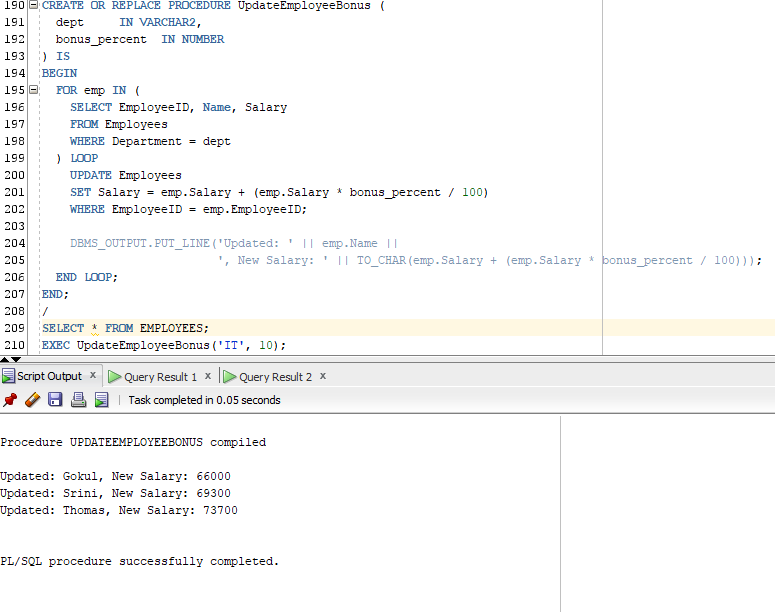 190 CREATE OR REPLACE PROCEDURE UpdateEmployeeBonus (
191 dept IN VARCHAR2,
192 bonus_percent IN NUMBER
193 ) IS
194 BEGIN
195 FOR emp IN (
196 SELECT EmployeeID, Name, Salary
197 FROM Employees
198 WHERE Department = dept
199 ) LOOP
200 UPDATE Employees
201 SET Salary = emp.Salary + (emp.Salary * bonus_percent / 100)
202 WHERE EmployeeID = emp.EmployeeID;
203
204 DBMS_OUTPUT.PUT_LINE('Updated: ' || emp.Name ||
205 ', New Salary: ' || TO_CHAR(emp.Salary + (emp.Salary * bonus_percent / 100)));
206 END LOOP;
207 END;
208 /
209 SELECT * FROM EMPLOYEES;
210 EXEC UpdateEmployeeBonus('IT', 10);
Script Output x Query Result 1 x Query Result 2 x
Task completed in 0.05 seconds
Procedure UPDATEEMPLOYEEBONUS compiled
Updated: Gokul, New Salary: 66000
Updated: Srini, New Salary: 69300
Updated: Thomas, New Salary: 73700
PL/SQL procedure successfully completed.